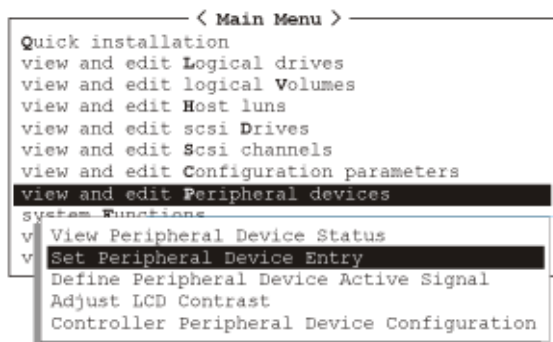 < Main Menu >
Quick installation
view and edit Logical drives
view and edit logical Volumes
view and edit Host luns
view and edit scsi Drives
view and edit Scsi channels
view and edit Configuration parameters
view and edit Peripheral devices
system Functions
v
View Peripheral Device Status
v
Set Peripheral Device Entry
Define Peripheral Device Active Signal
Adjust LCD Contrast
Controller Peripheral Device Configuration